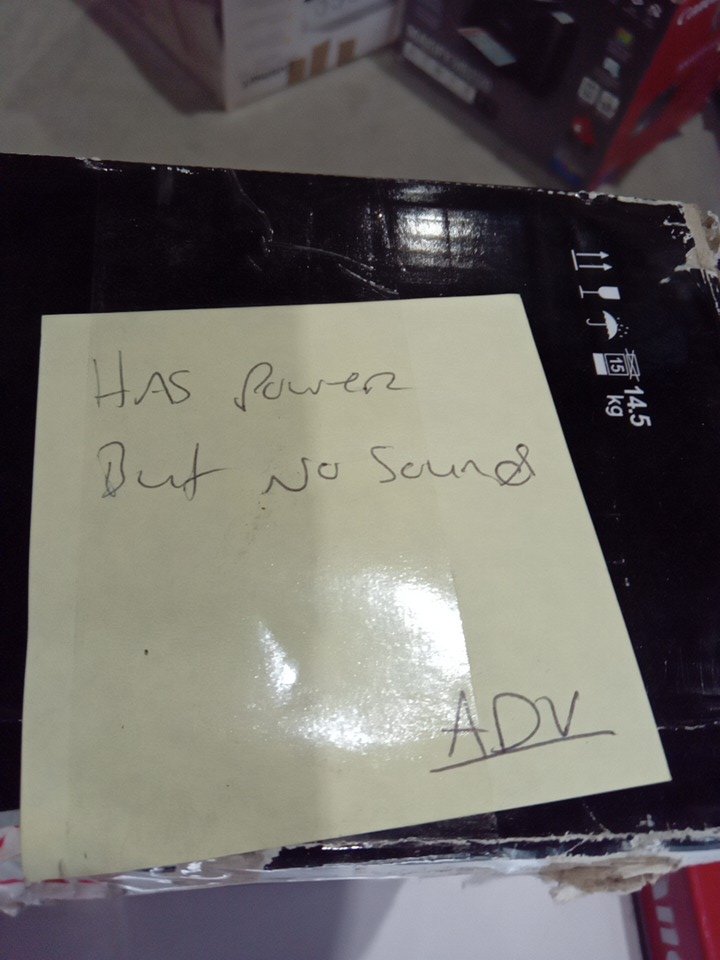 HAS Power
But No Sound
ADV
15
14.5
kg